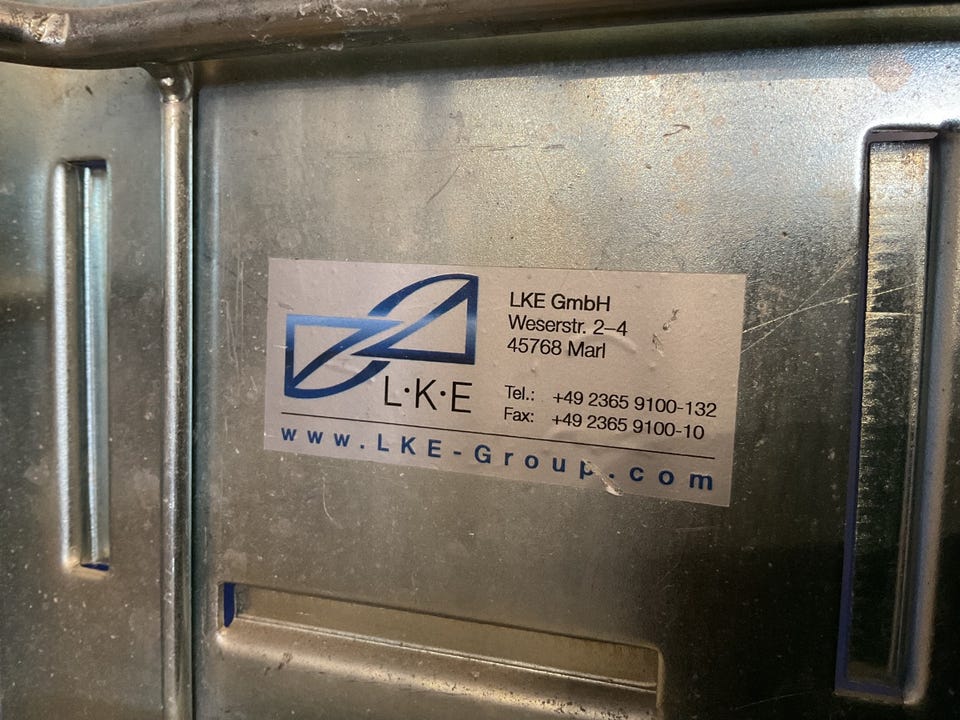 LKE GmbH
Weserstr. 2–4
45768 Marl
Tel.: +49 2365 9100-132
Fax: +49 2365 9100-10
L·K·E
www.LKE-Group.com